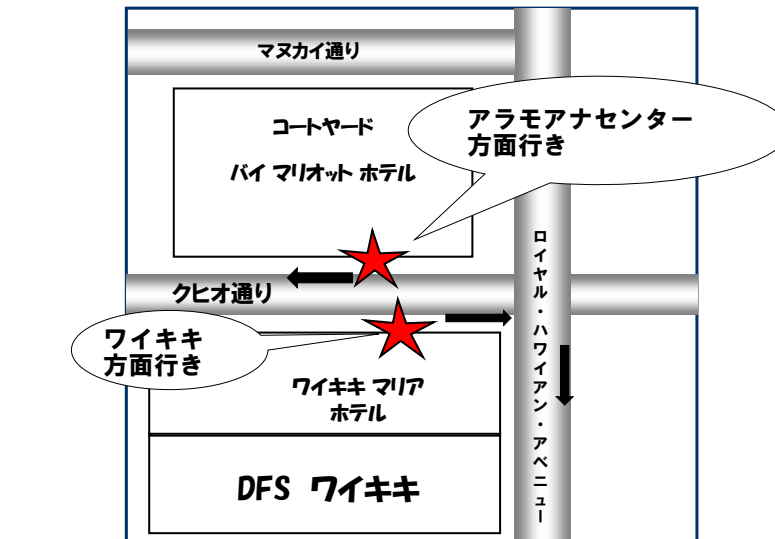 マヌカイ通り
コートヤード
バイ マリオット ホテル
アラモアナセンター
方面行き
クヒオ通り
ワイキキ
方面行き
ワイキキ マリア
ホテル
DFS ワイキキ
ロイヤル・ハワイアン・アベニュー